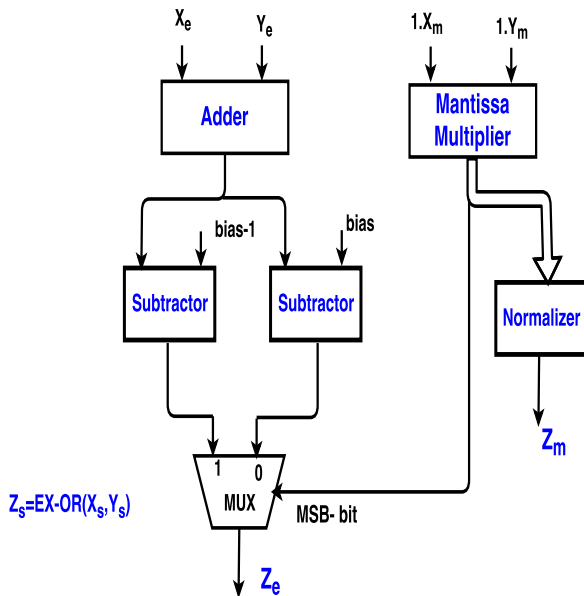 Xe Ye 1.Xm 1.Ym
Adder
Mantissa
Multiplier
bias-1 bias
Subtractor Subtractor
Normalizer
Zm
1 0
MUX
MSB- bit
Zs=EX-OR(Xs,Ys)
Ze